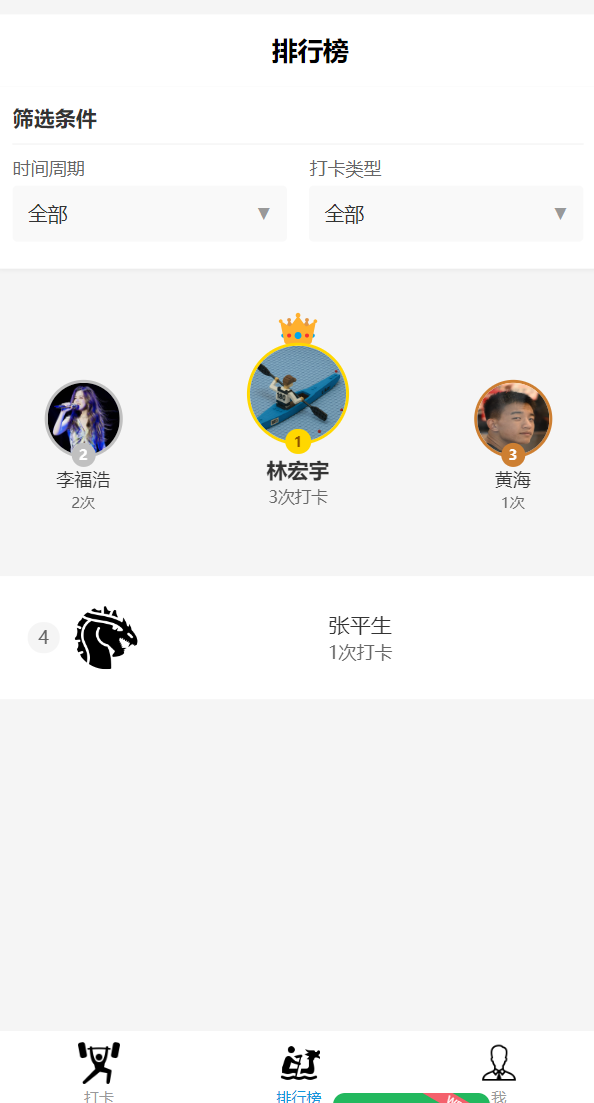 排行榜
筛选条件
时间周期 打卡类型
全部 ▼ 全部 ▼
2 1 3
李福浩 林宏宇 黄海
2次 3次打卡 1次
4 张平生
1次打卡
打卡 排行榜 我